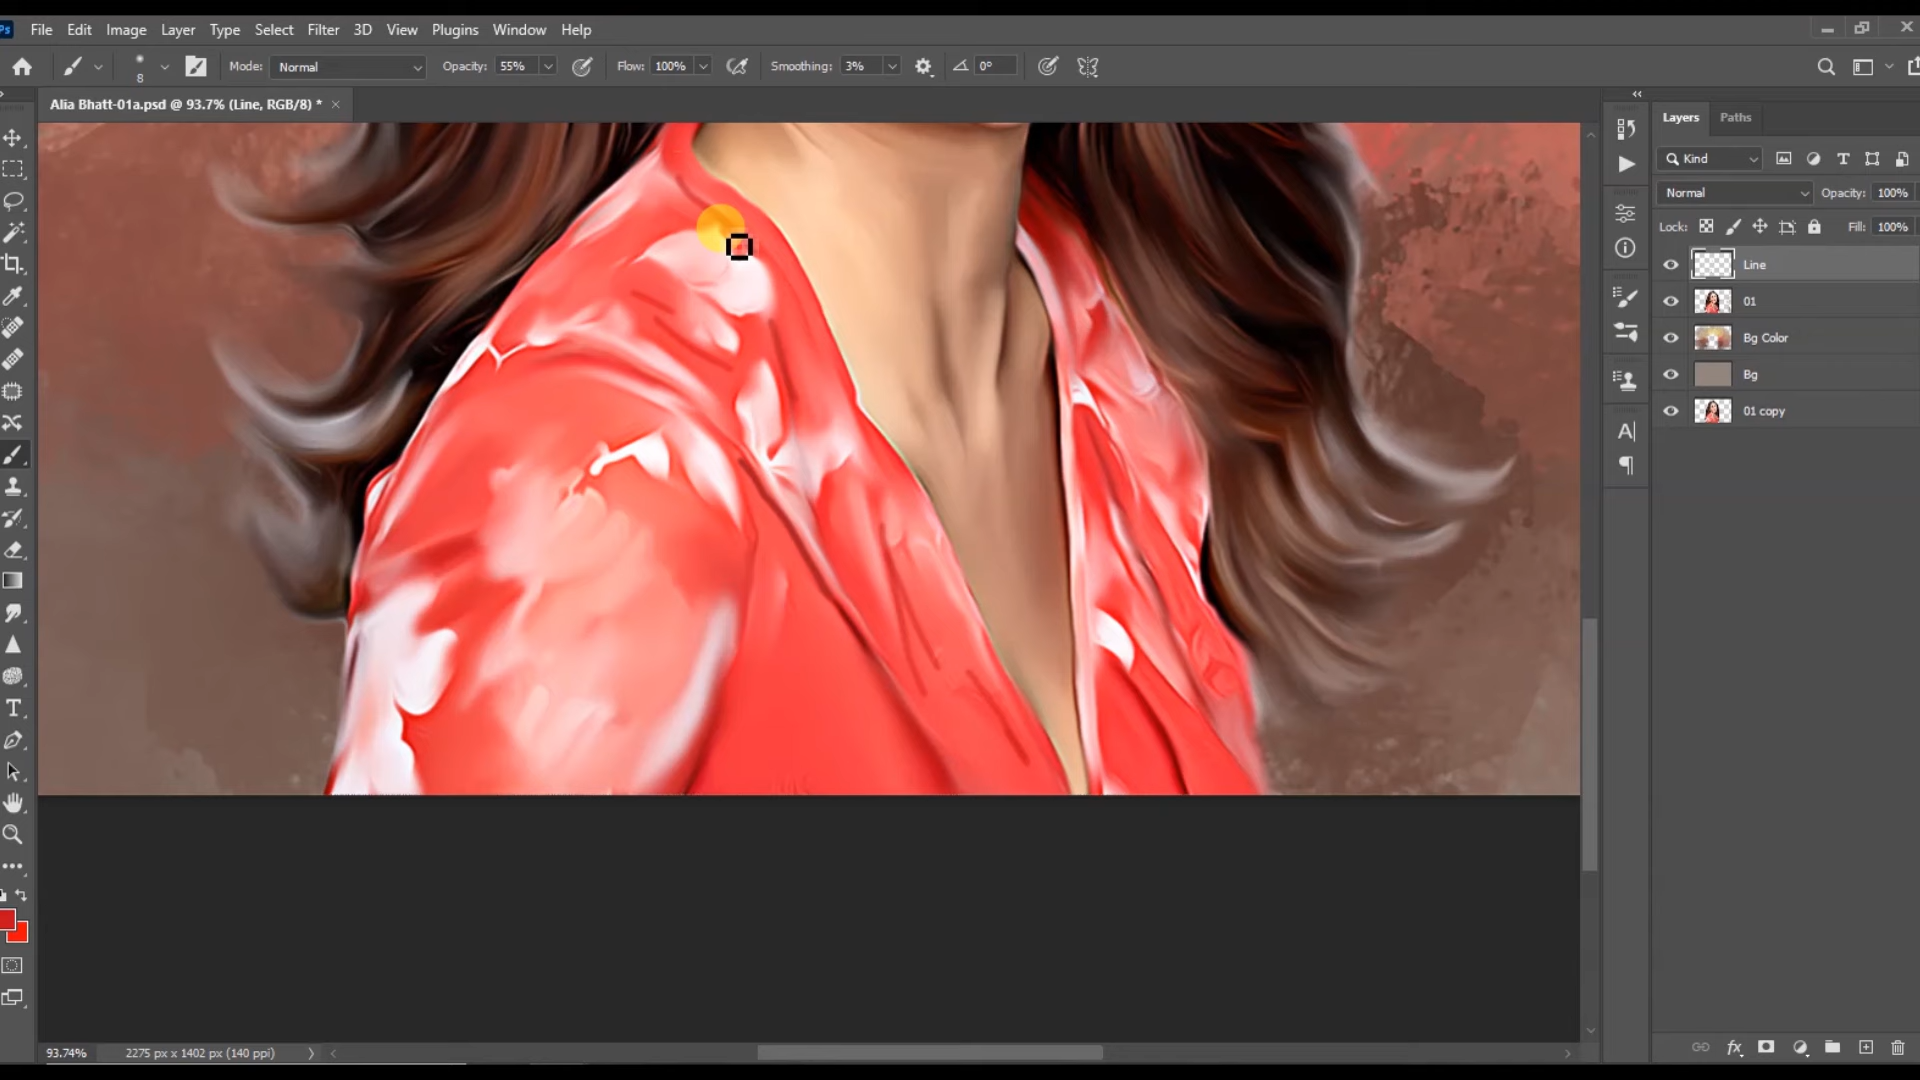 Ps File Edit Image Layer Type Select Filter 3D View Plugins Window Help
8 Mode: Normal Opacity: 55% Flow: 100% Smoothing: 3% 0°
Alia Bhatt-01a.psd @ 93.7% (Line, RGB/8) * ×
Layers Paths
Kind
Normal Opacity: 100%
Lock: Fill: 100%
Line
01
Bg Color
Bg
01 copy
93.74% 2275 px x 1402 px (140 ppi)